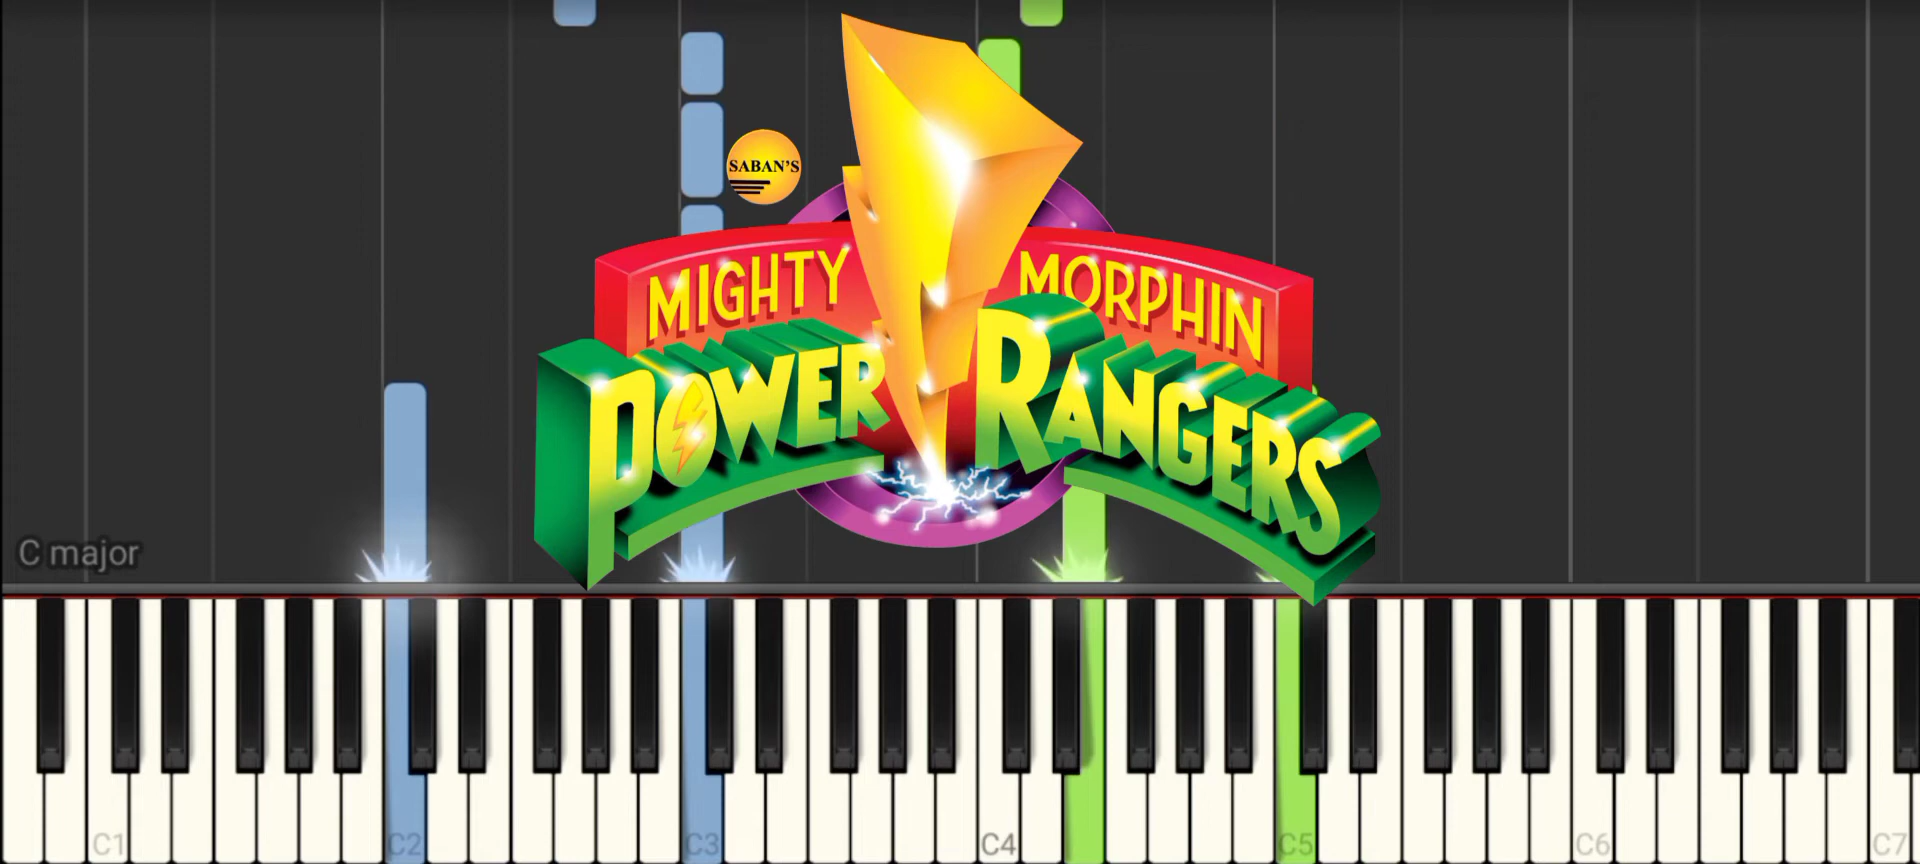 SABAN'S
MIGHTY MORPHIN
POWER RANGERS
C major
C1 C2 C3 C4 C5 C6 C7